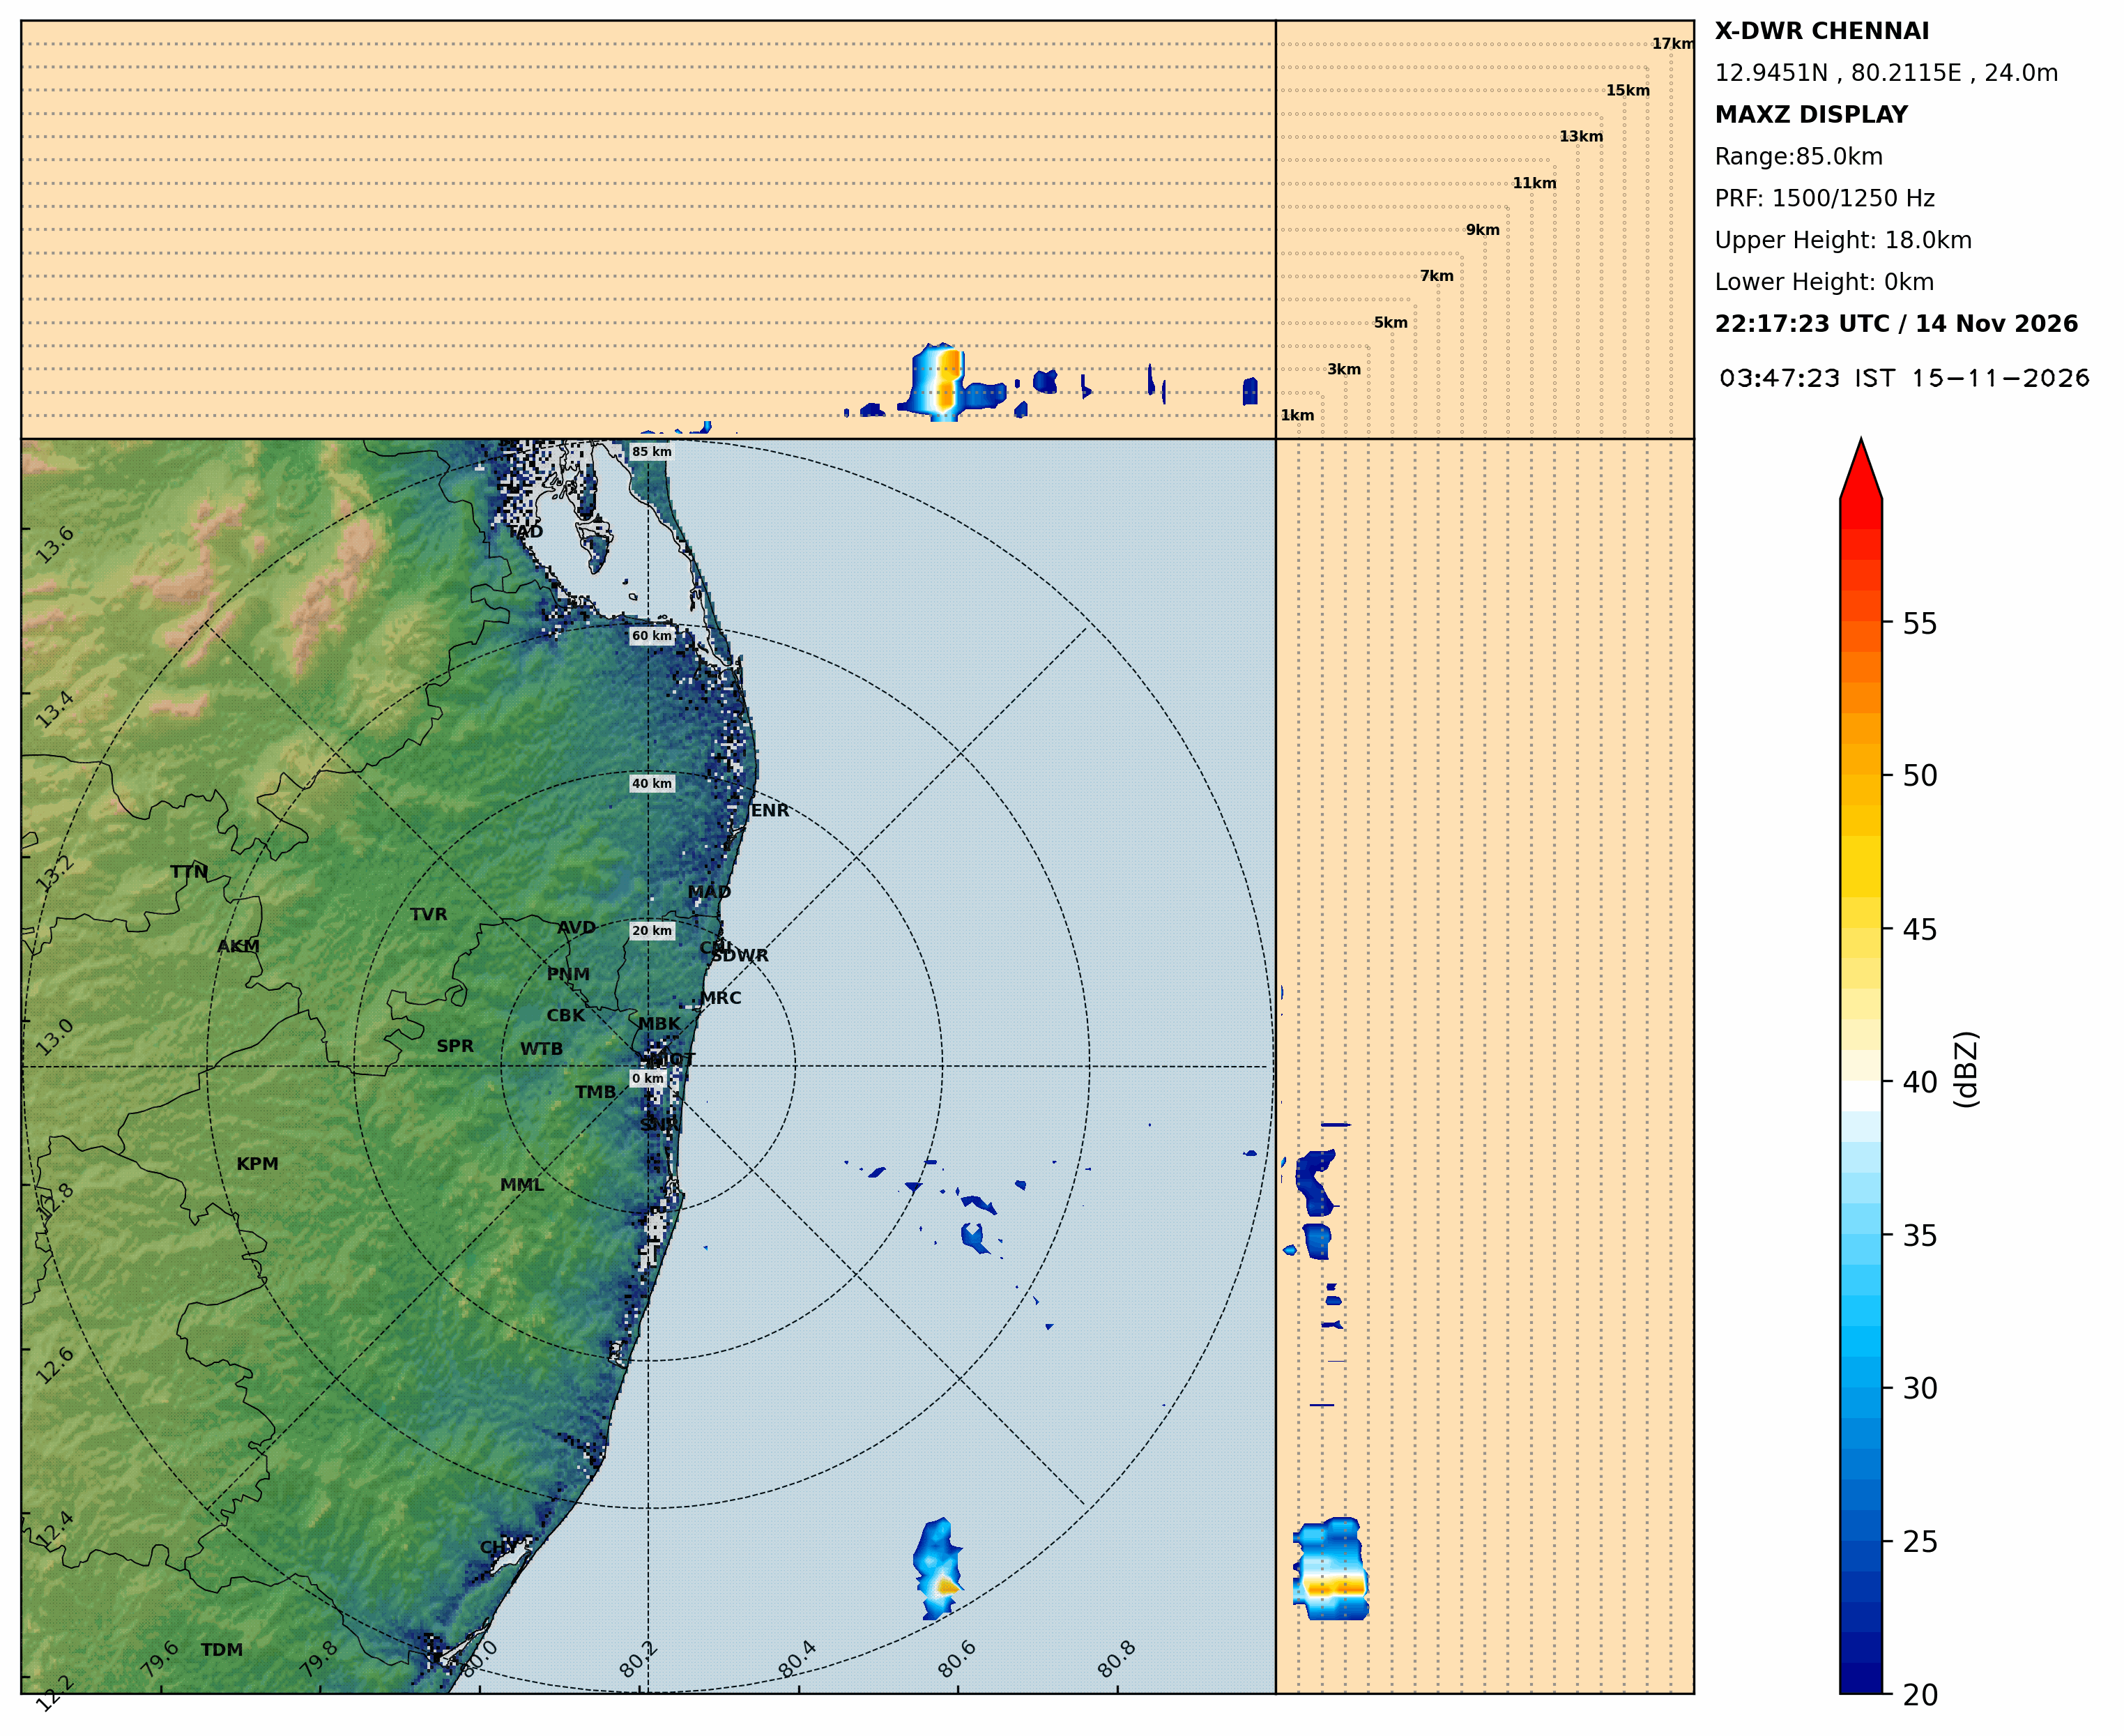 X-DWR CHENNAI
12.9451N , 80.2115E , 24.0m
MAXZ DISPLAY
Range:85.0km
PRF: 1500/1250 Hz
Upper Height: 18.0km
Lower Height: 0km
22:17:23 UTC / 14 Nov 2026
03:47:23 IST 15-11-2026
17km
15km
13km
11km
9km
7km
5km
3km
1km
85 km
TAD
13.6
60 km
13.4
40 km
ENR
13.2
TTN
MAD
TVR
AVD
20 km
AKM
SDWR
PNM
MRC
CBK
MBK
13.0
SPR
WTB
0 km
TMB
SNR
KPM
MML
12.8
12.6
12.4
CHY
TDM
12.2
79.6
79.8
80.0
80.2
80.4
80.6
80.8
55
50
45
40
35
30
25
20
(dBZ)